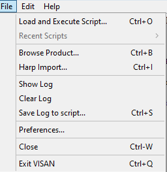 File Edit Help
Load and Execute Script... Ctrl+O
Recent Scripts
Browse Product... Ctrl+B
Harp Import... Ctrl+I
Show Log
Clear Log
Save Log to script... Ctrl+D
Preferences...
Close Ctrl-W
Exit VISAN Ctrl+Q